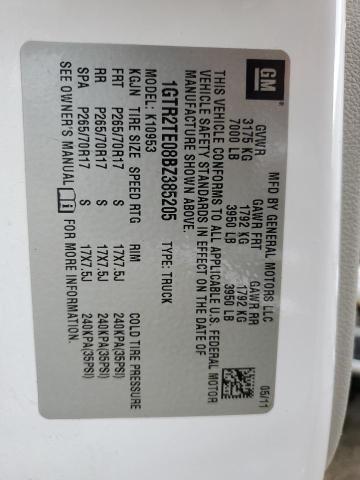 GM ®
MFD BY GENERAL MOTORS LLC 05/11
GVWR GAWR FRT GAWR RR
3175 KG 1792 KG 1792 KG
7000 LB 3950 LB 3950 LB
THIS VEHICLE CONFORMS TO ALL APPLICABLE U.S. FEDERAL MOTOR
VEHICLE SAFETY STANDARDS IN EFFECT ON THE DATE OF
MANUFACTURE SHOWN ABOVE.
1GTR2TE08BZ385205 TYPE: TRUCK
MODEL: K10953
KGJN TIRE SIZE SPEED RTG RIM COLD TIRE PRESSURE
FRT P265/70R17 S 17X7.5J 240KPA(35PSI)
RR P265/70R17 S 17X7.5J 240KPA(35PSI)
SPA P265/70R17 S 17X7.5J 240KPA(35PSI)
SEE OWNER'S MANUAL FOR MORE INFORMATION.